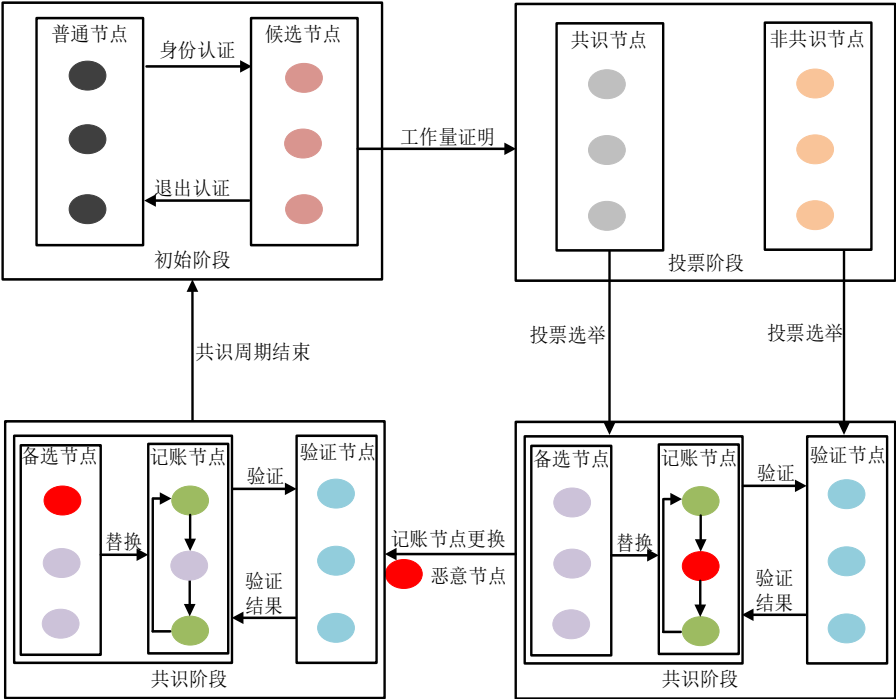 普通节点
身份认证
候选节点
退出认证
初始阶段
工作量证明
共识节点
非共识节点
投票阶段
共识周期结束
投票选举
投票选举
备选节点
记账节点
验证节点
验证
替换
验证
结果
共识阶段
记账节点更换
恶意节点
备选节点
记账节点
验证节点
验证
替换
验证
结果
共识阶段